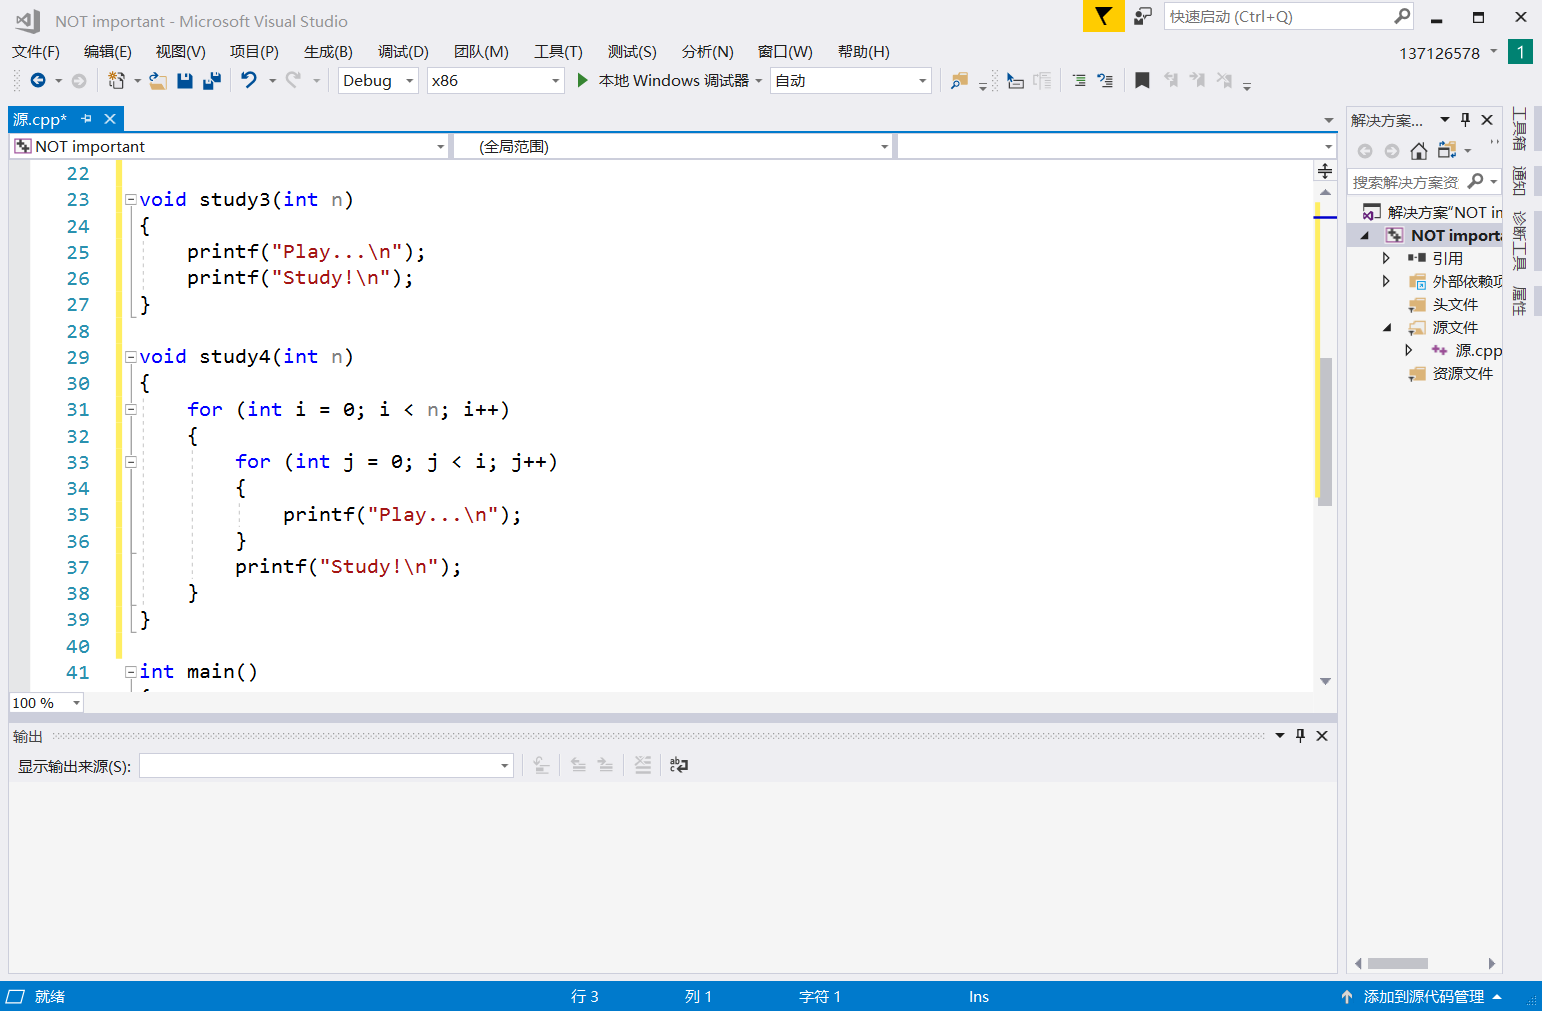 NOT important - Microsoft Visual Studio
快速启动 (Ctrl+Q)
文件(F) 编辑(E) 视图(V) 项目(P) 生成(B) 调试(D) 团队(M) 工具(T) 测试(S) 分析(N) 窗口(W) 帮助(H)
137126578 1
Debug x86 本地 Windows 调试器 自动
源.cpp*
NOT important (全局范围)
22
23 void study3(int n)
24 {
25 printf("Play...\n");
26 printf("Study!\n");
27 }
28
29 void study4(int n)
30 {
31 for (int i = 0; i < n; i++)
32 {
33 for (int j = 0; j < i; j++)
34 {
35 printf("Play...\n");
36 }
37 printf("Study!\n");
38 }
39 }
40
41 int main()
100 %
输出
显示输出来源(S):
解决方案...
搜索解决方案资
解决方案"NOT im
NOT importa
引用
外部依赖项
头文件
源文件
源.cpp
资源文件
工具箱
通知
诊断工具
属性
就绪 行 3 列 1 字符 1 Ins 添加到源代码管理